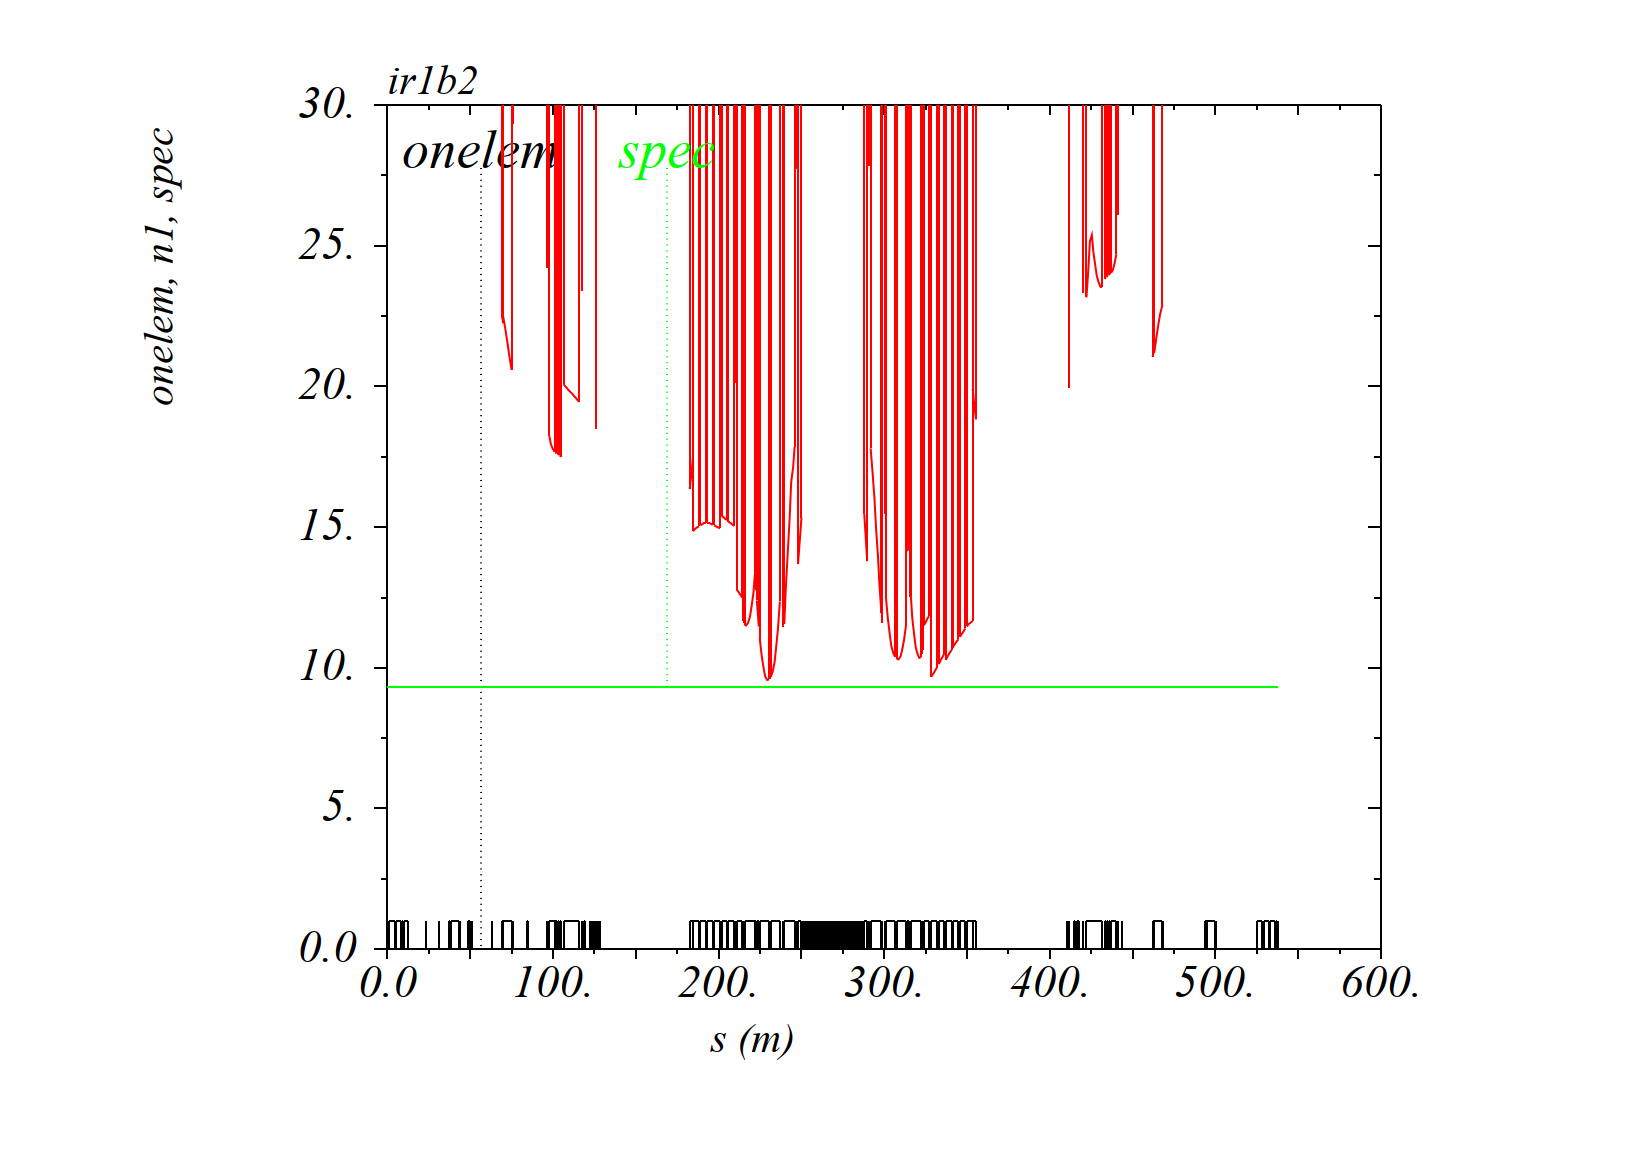 ir1b2
30.
onelem spec
25.
20.
15.
10.
5.
0.0
0.0 100. 200. 300. 400. 500. 600.
s (m)
onelem, n1, spec